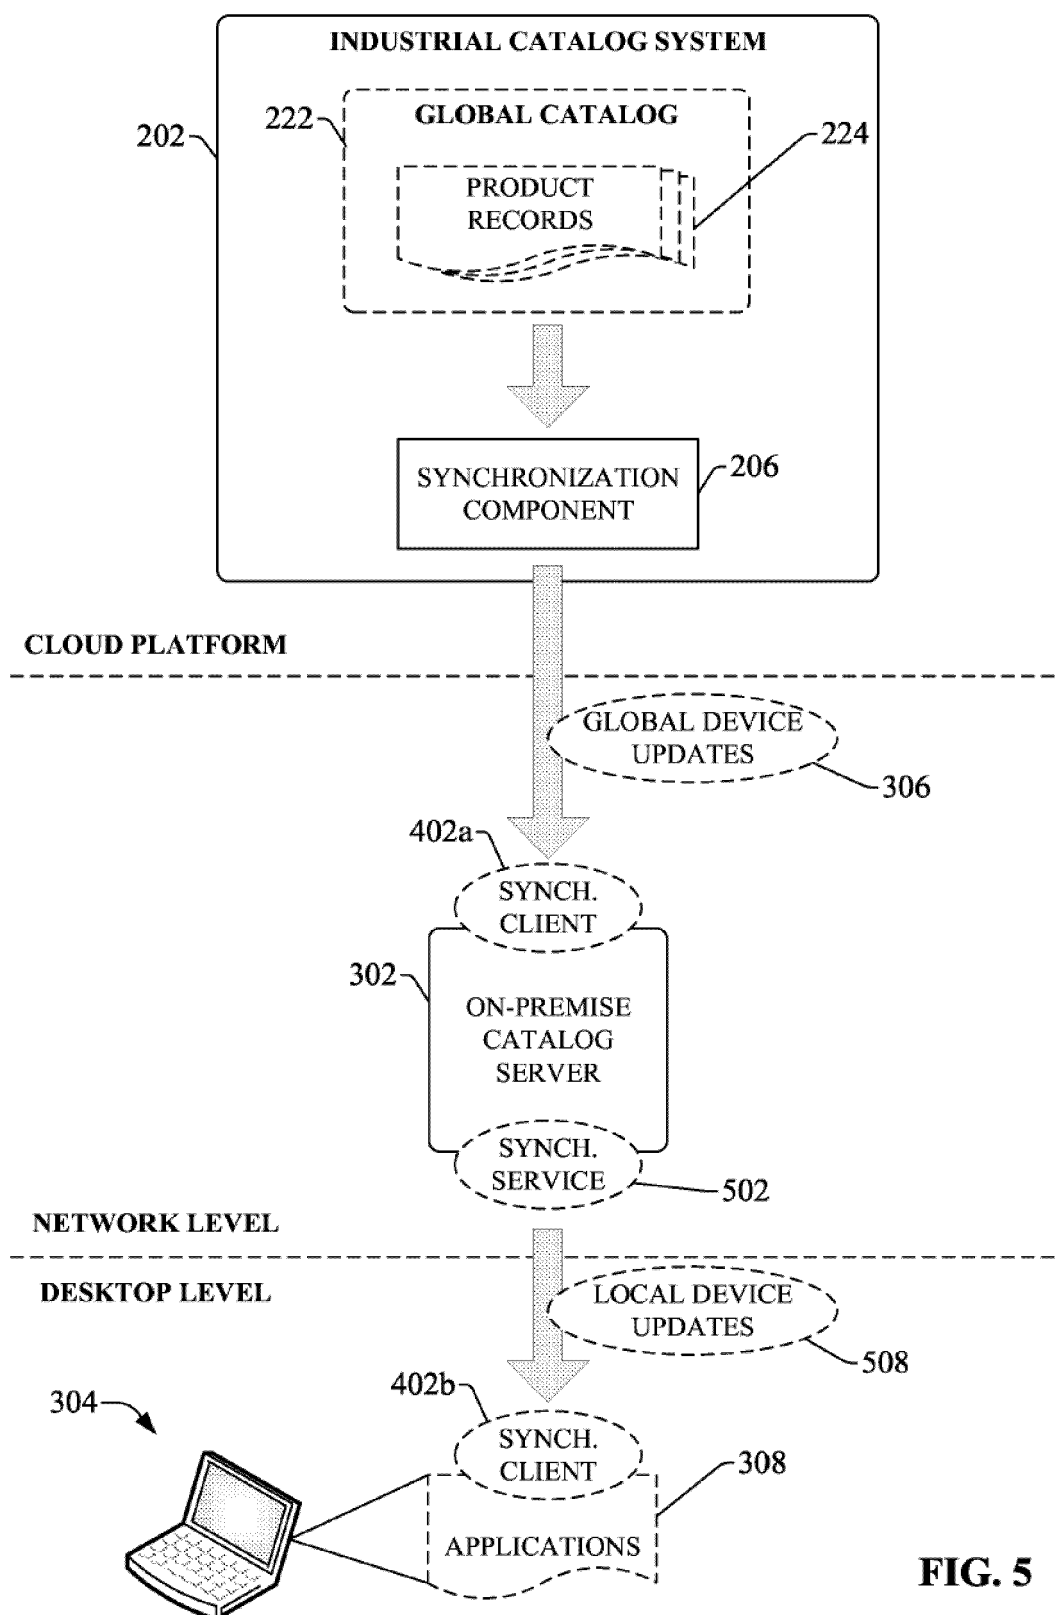 INDUSTRIAL CATALOG SYSTEM
222
GLOBAL CATALOG
202
224
PRODUCT
RECORDS
SYNCHRONIZATION
COMPONENT
206
CLOUD PLATFORM
GLOBAL DEVICE
UPDATES
306
402a
SYNCH.
CLIENT
302
ON-PREMISE
CATALOG
SERVER
SYNCH.
SERVICE
502
NETWORK LEVEL
DESKTOP LEVEL
LOCAL DEVICE
UPDATES
508
402b
304
SYNCH.
CLIENT
308
APPLICATIONS
FIG. 5